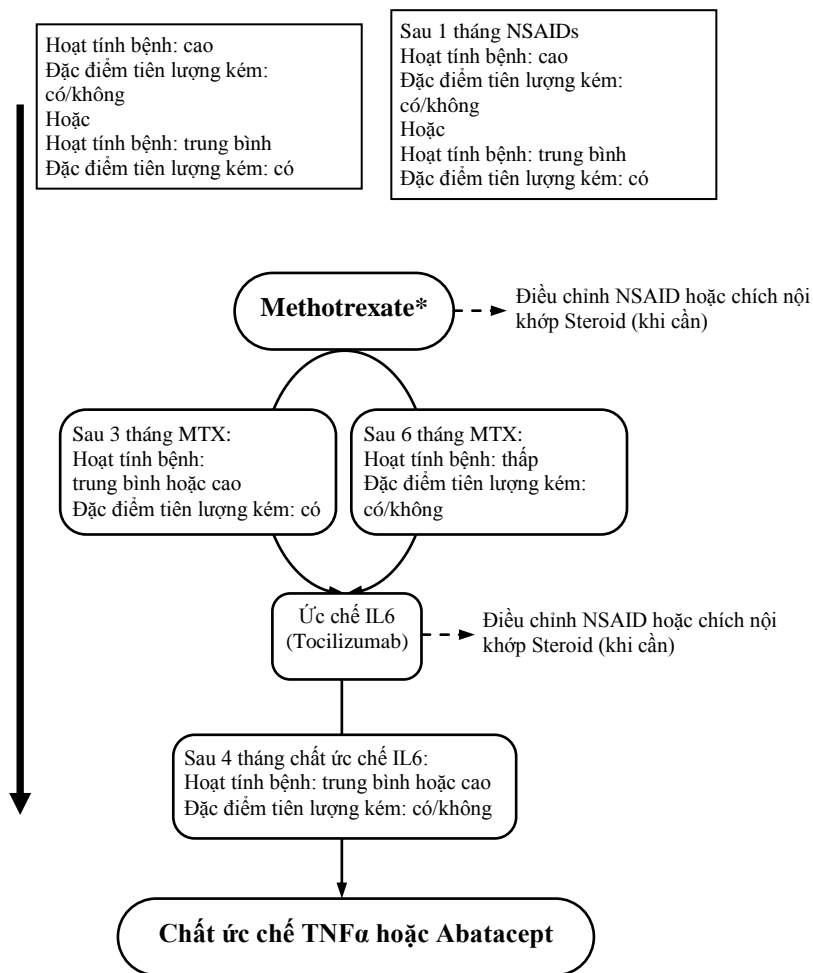 Hoạt tính bệnh: cao
Đặc điểm tiên lượng kém:
có/không
Hoặc
Hoạt tính bệnh: trung bình
Đặc điểm tiên lượng kém: có
Sau 1 tháng NSAIDs
Hoạt tính bệnh: cao
Đặc điểm tiên lượng kém:
có/không
Hoặc
Hoạt tính bệnh: trung bình
Đặc điểm tiên lượng kém: có
Methotrexate*
Điều chỉnh NSAID hoặc chích nội
khớp Steroid (khi cần)
Sau 3 tháng MTX:
Hoạt tính bệnh:
trung bình hoặc cao
Đặc điểm tiên lượng kém: có
Sau 6 tháng MTX:
Hoạt tính bệnh: thấp
Đặc điểm tiên lượng kém:
có/không
Ức chế IL6
(Tocilizumab)
Điều chỉnh NSAID hoặc chích nội
khớp Steroid (khi cần)
Sau 4 tháng chất ức chế IL6:
Hoạt tính bệnh: trung bình hoặc cao
Đặc điểm tiên lượng kém: có/không
Chất ức chế TNFα hoặc Abatacept